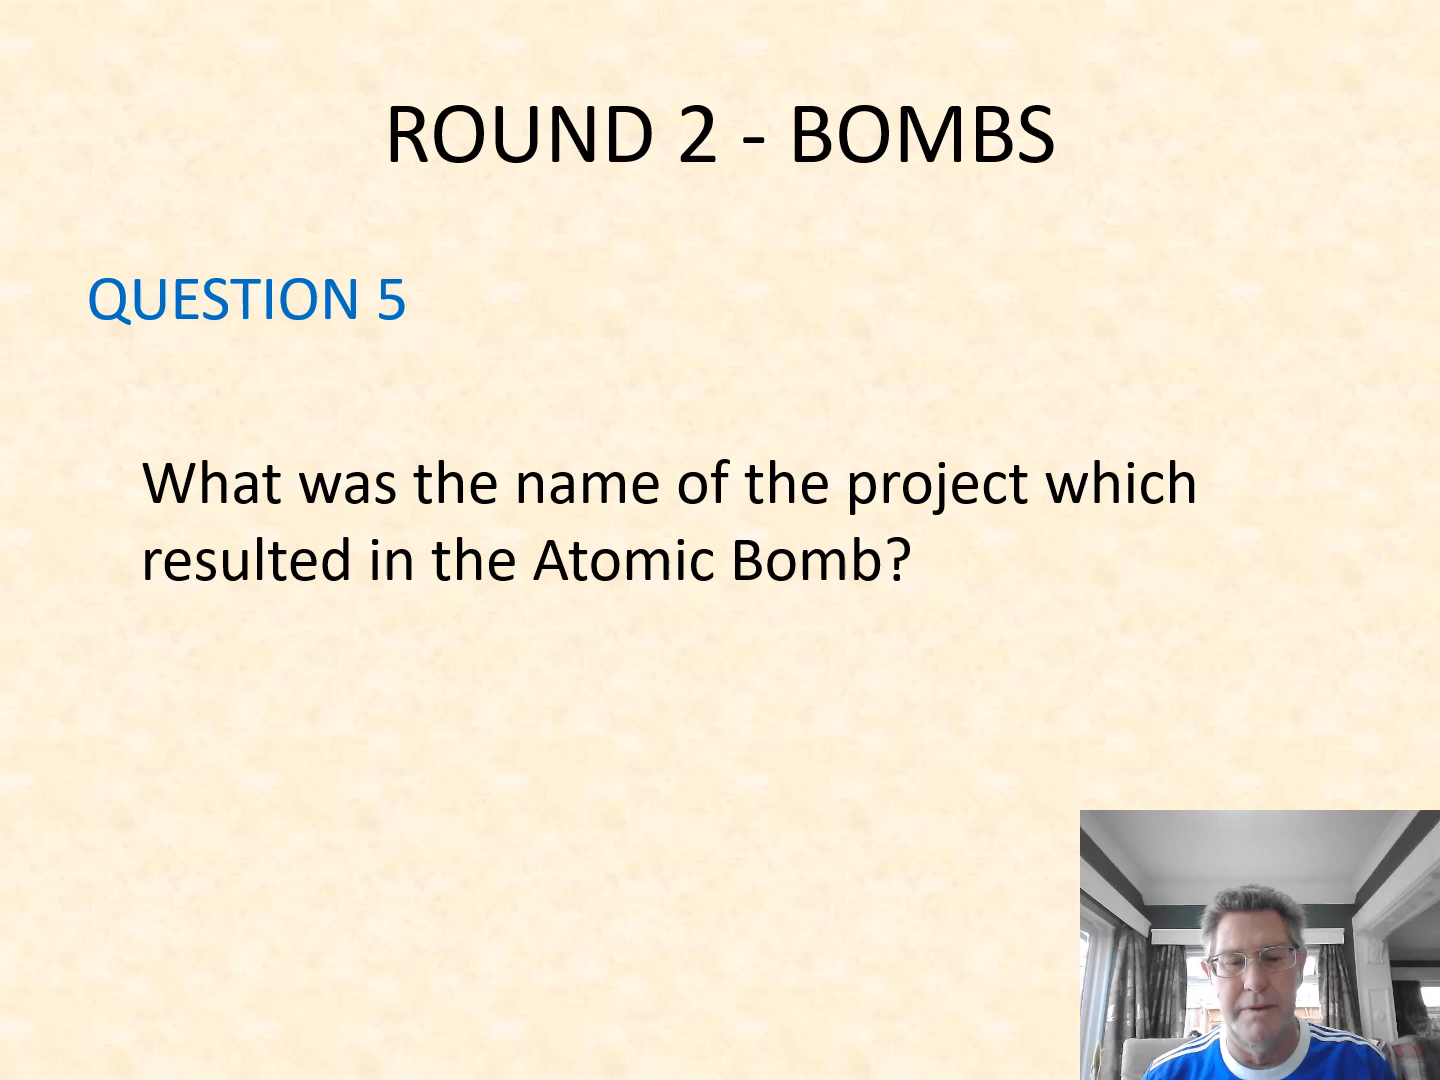 ROUND 2 - BOMBS
QUESTION 5
What was the name of the project which
resulted in the Atomic Bomb?